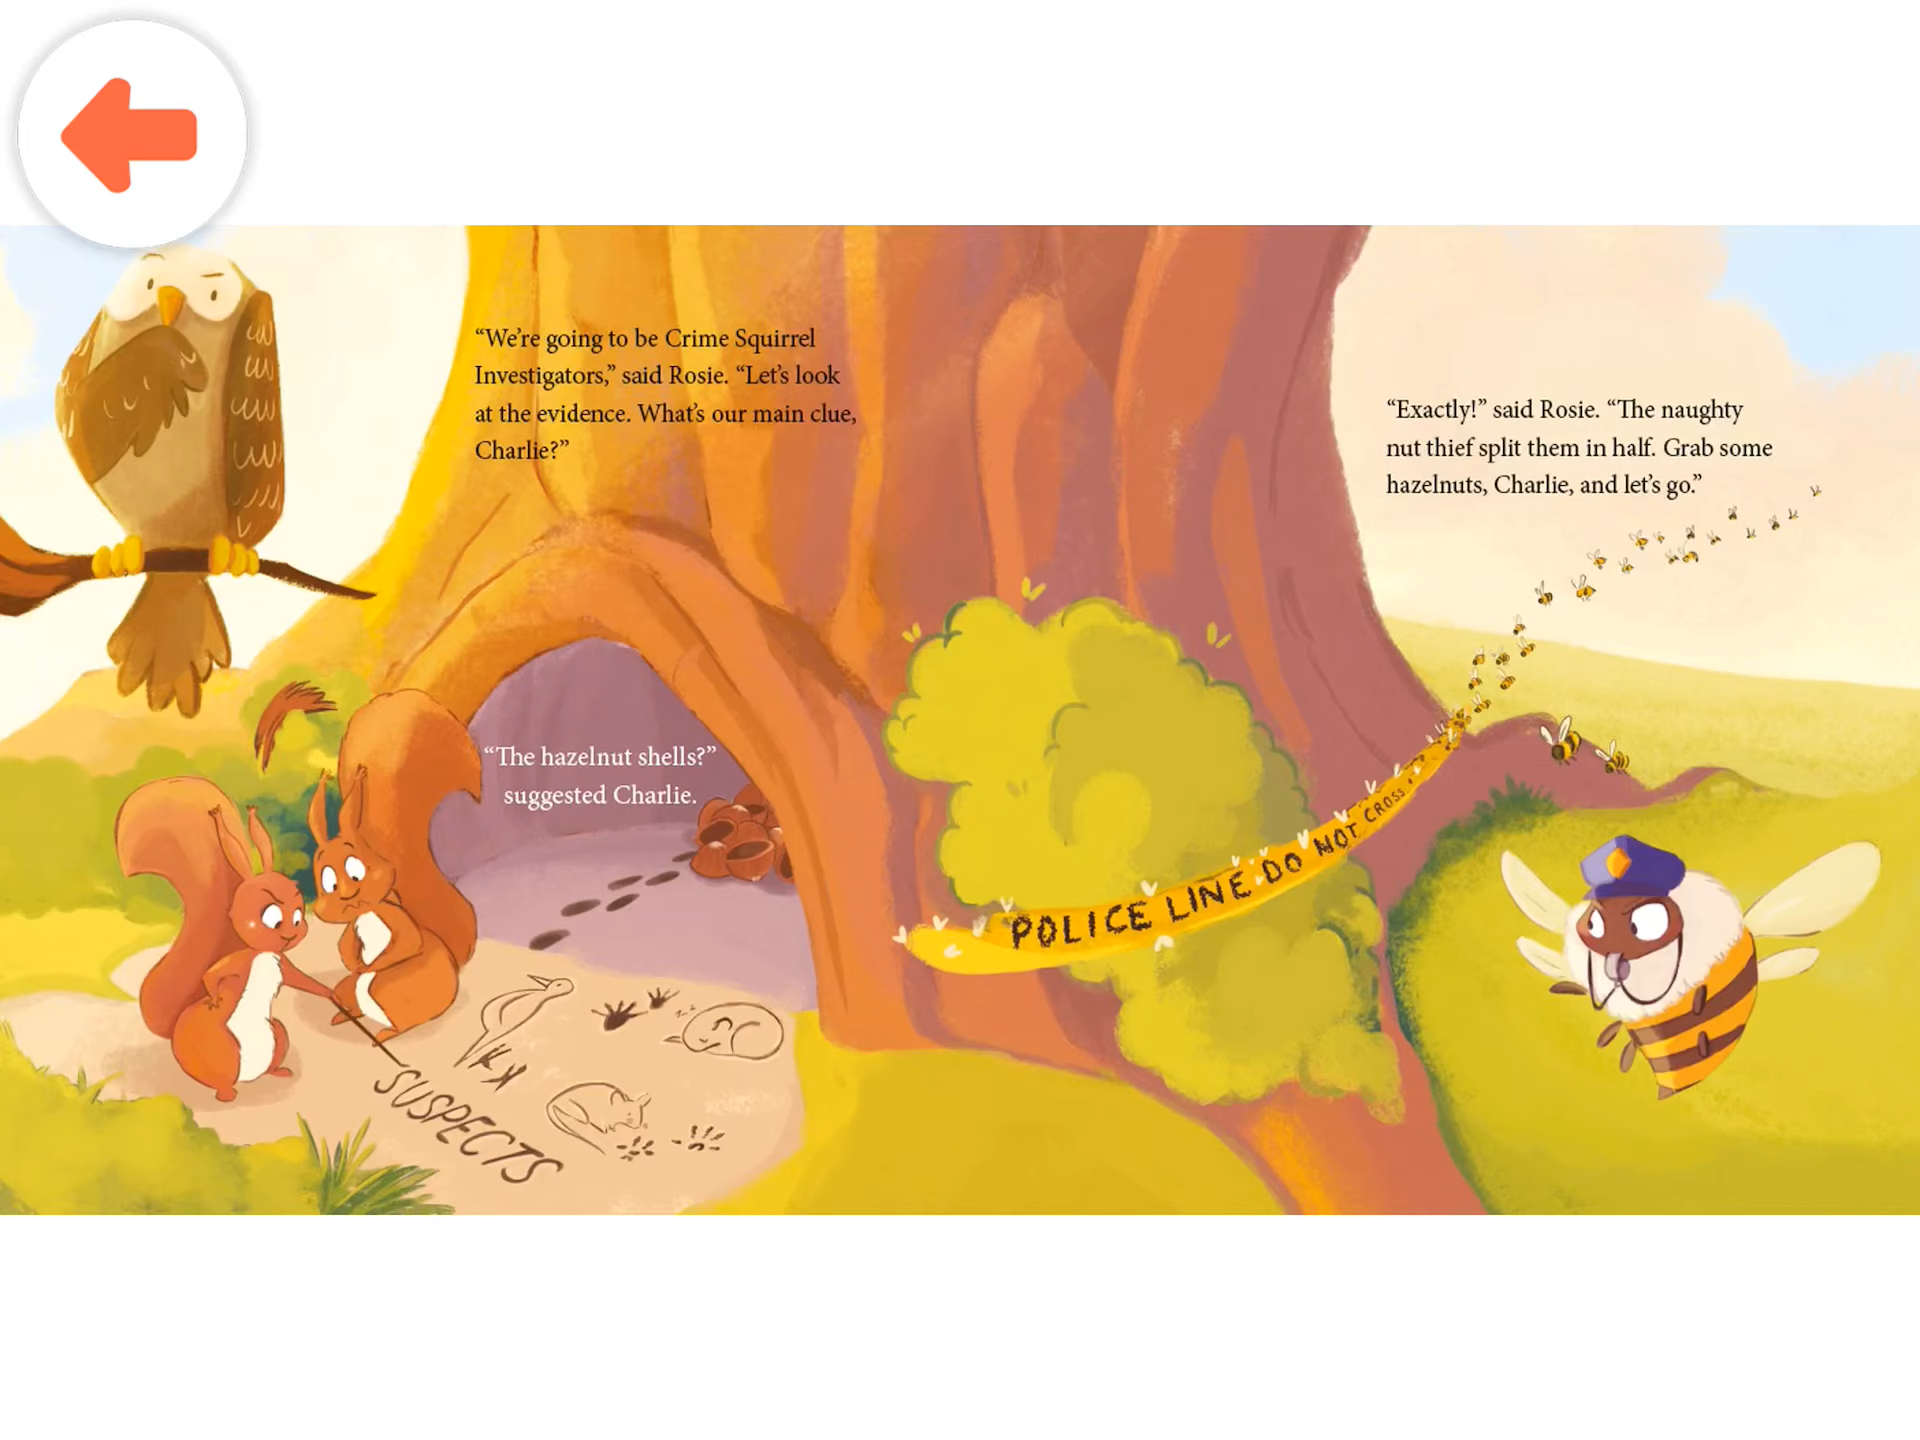 “We’re going to be Crime Squirrel
Investigators,” said Rosie. “Let’s look
at the evidence. What’s our main clue,
Charlie?”
“The hazelnut shells?”
suggested Charlie.
SUSPECTS
POLICE LINE DO NOT CROSS
“Exactly!” said Rosie. “The naughty
nut thief split them in half. Grab some
hazelnuts, Charlie, and let’s go.”